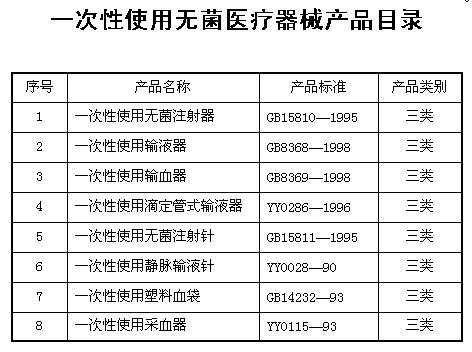 一次性使用无菌医疗器械产品目录
序号 产品名称 产品标准 产品类别
1 一次性使用无菌注射器 GB15810—1995 三类
2 一次性使用输液器 GB8368—1998 三类
3 一次性使用输血器 GB8369—1998 三类
4 一次性使用滴定管式输液器 YY0286—1996 三类
5 一次性使用无菌注射针 GB15811—1995 三类
6 一次性使用静脉输液针 YY0028—90 三类
7 一次性使用塑料血袋 GB14232—93 三类
8 一次性使用采血器 YY0115—93 三类